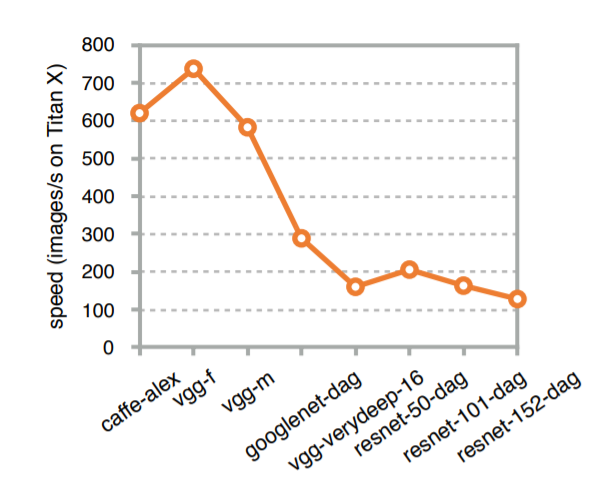 speed (images/s on Titan X)
800
700
600
500
400
300
200
100
0
caffe-alex
vgg-f
vgg-m
googlenet-dag
vgg-verydeep-16
resnet-50-dag
resnet-101-dag
resnet-152-dag